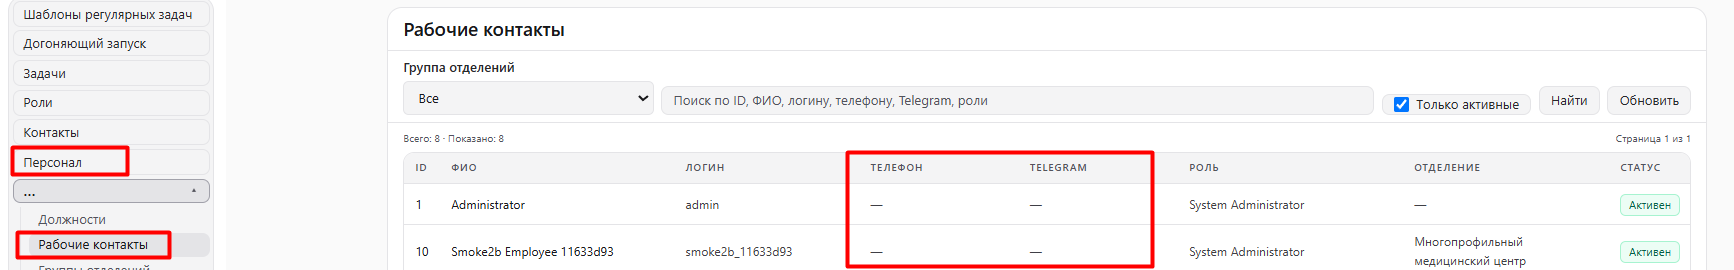 Шаблоны регулярных задач
Догоняющий запуск
Задачи
Роли
Контакты
Персонал
...
Должности
Рабочие контакты
Группы отделений
Рабочие контакты
Группа отделений
Все
Поиск по ID, ФИО, логину, телефону, Telegram, роли
Только активные
Найти
Обновить
Всего: 8 · Показано: 8
Страница 1 из 1
ID ФИО ЛОГИН ТЕЛЕФОН TELEGRAM РОЛЬ ОТДЕЛЕНИЕ СТАТУС
1 Administrator admin — — System Administrator — Активен
10 Smoke2b Employee 11633d93 smoke2b_11633d93 — — System Administrator Многопрофильный медицинский центр Активен